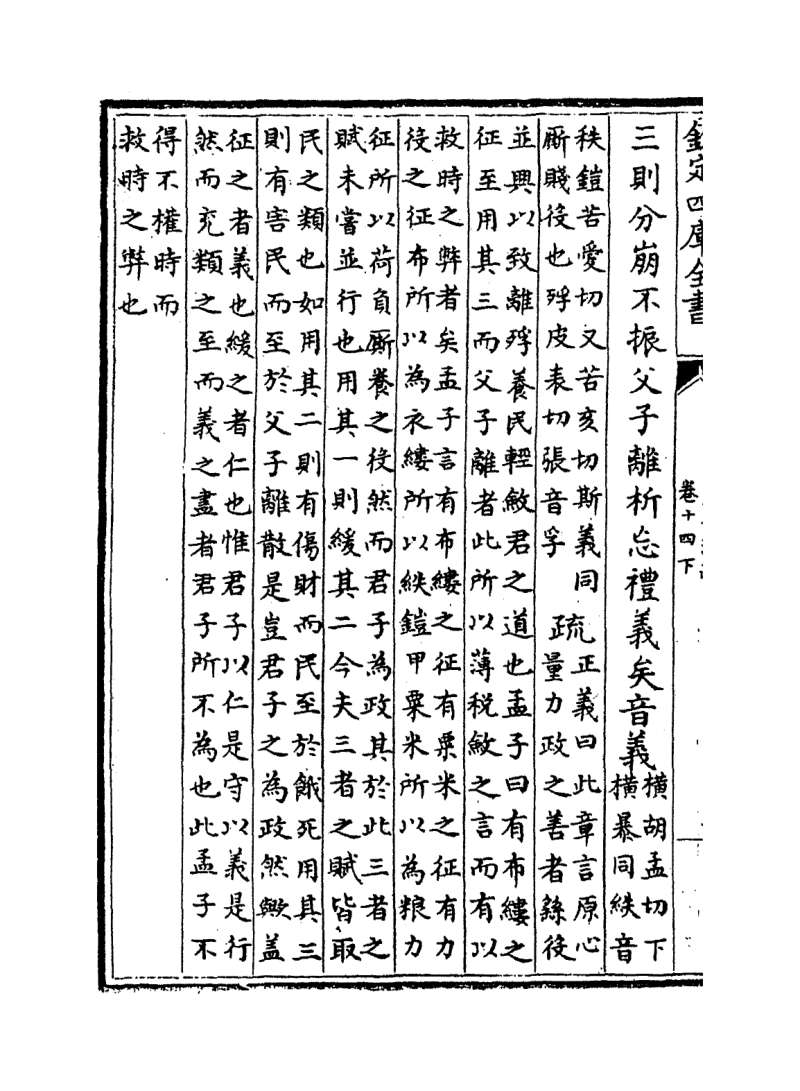 欽定四庫全書
卷十四下
三則分崩不振父子離析忘禮義矣音義橫胡孟切下
橫暴同紩音
秩鎧苦愛切又苦亥切斯義同
厮賤役也殍皮表切張音孚
疏
正義曰此章言原心
量力政之善者繇役
並興以致離殍養民輕斂君之道也孟子曰有布縷之
征至用其三而父子離者此所以薄稅斂之言而有以
救時之弊者矣孟子言有布縷之征有粟米之征有力
役之征布所以為衣縷所以紩鎧甲粟米所以為粮力
征所以荷負厮養之役然而君子為政其於此三者之
賦未嘗並行也用其一則緩其二今夫三者之賦皆取
民之類也如用其二則有傷財而民至於餓死用其三
則有害民而至於父子離散是豈君子之為政然歟盖
征之者義也緩之者仁也惟君子以仁是守以義是行
然而充類之至而義之盡者君子所不為也此孟子不
得不權時而
救時之弊也